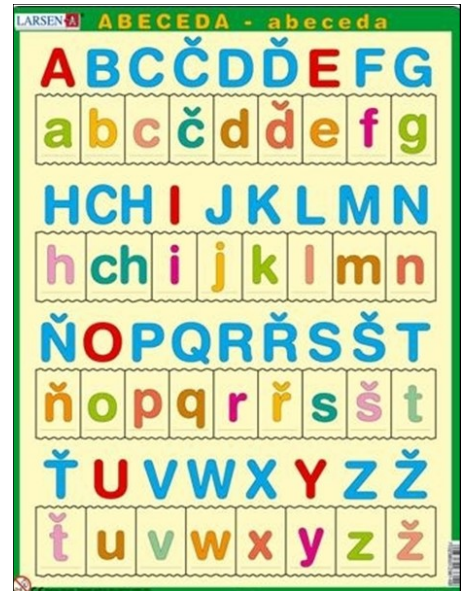 LARSEN ABECEDA - abeceda
A B C Č D Ď E F G
a b c č d ď e f g
H CH I J K L M N
h ch i j k l m n
Ň O P Q R Ř S Š T
ň o p q r ř s š t
Ť U V W X Y Z Ž
ť u v w x y z ž